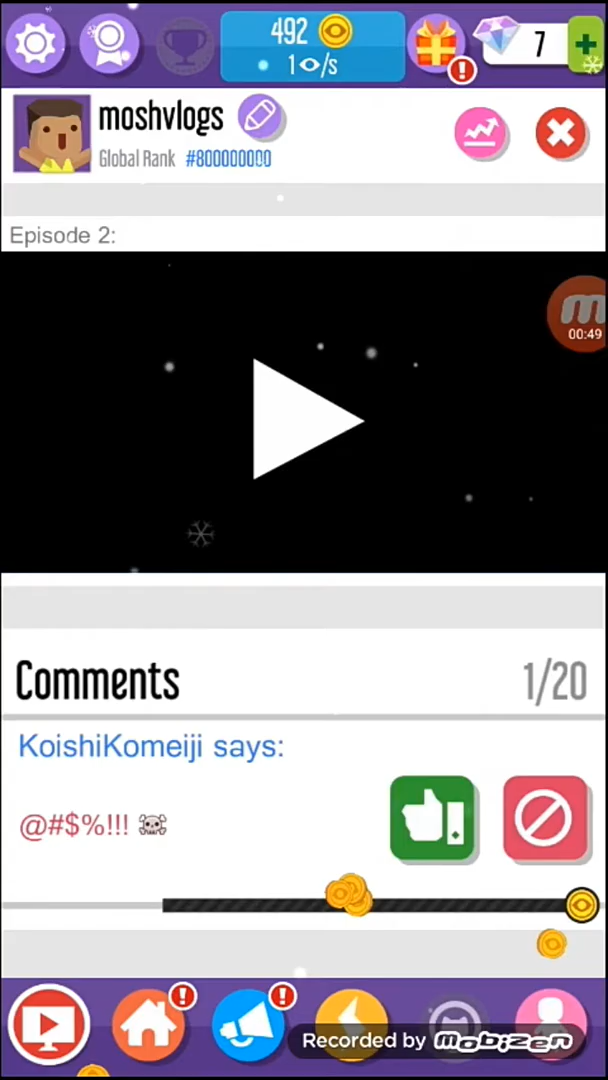 492
1/s
7
moshvlogs
Global Rank #800000000
Episode 2:
00:49
Comments 1/20
KoishiKomeiji says:
@#$%!!! ☠
Recorded by mobizen